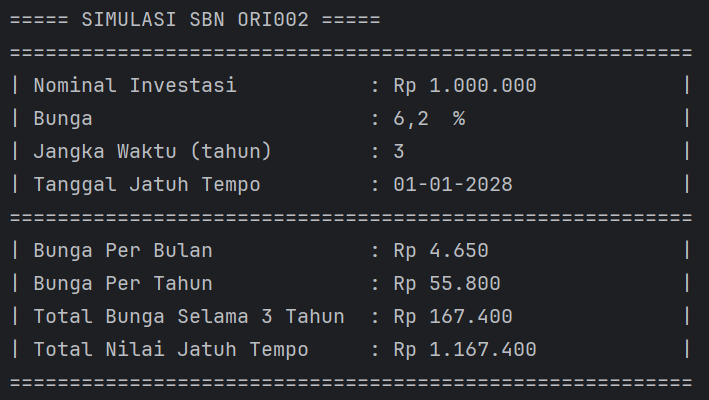 ===== SIMULASI SBN ORI002 =====
=========================================================
| Nominal Investasi           : Rp 1.000.000            |
| Bunga                       : 6,2  %                  |
| Jangka Waktu (tahun)        : 3                       |
| Tanggal Jatuh Tempo         : 01-01-2028              |
=========================================================
| Bunga Per Bulan             : Rp 4.650                |
| Bunga Per Tahun             : Rp 55.800               |
| Total Bunga Selama 3 Tahun  : Rp 167.400              |
| Total Nilai Jatuh Tempo     : Rp 1.167.400            |
=========================================================